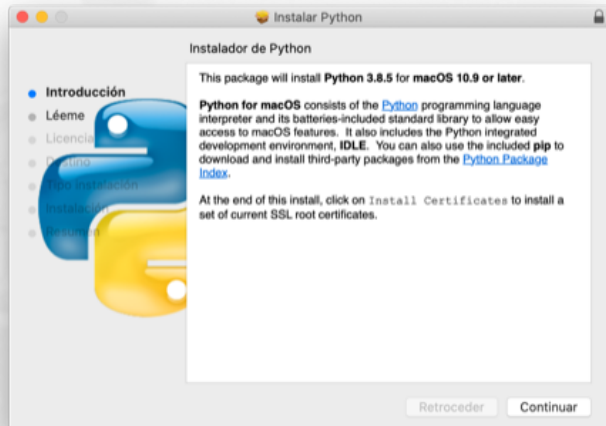 Instalar Python
Instalador de Python
Introducción
Léeme
Licencia
Destino
Tipo instalación
Instalación
Resumen
This package will install Python 3.8.5 for macOS 10.9 or later.
Python for macOS consists of the Python programming language
interpreter and its batteries-included standard library to allow easy
access to macOS features.  It also includes the Python integrated
development environment, IDLE.  You can also use the included pip to
download and install third-party packages from the Python Package
Index.
At the end of this install, click on Install Certificates to install a
set of current SSL root certificates.
Retroceder
Continuar